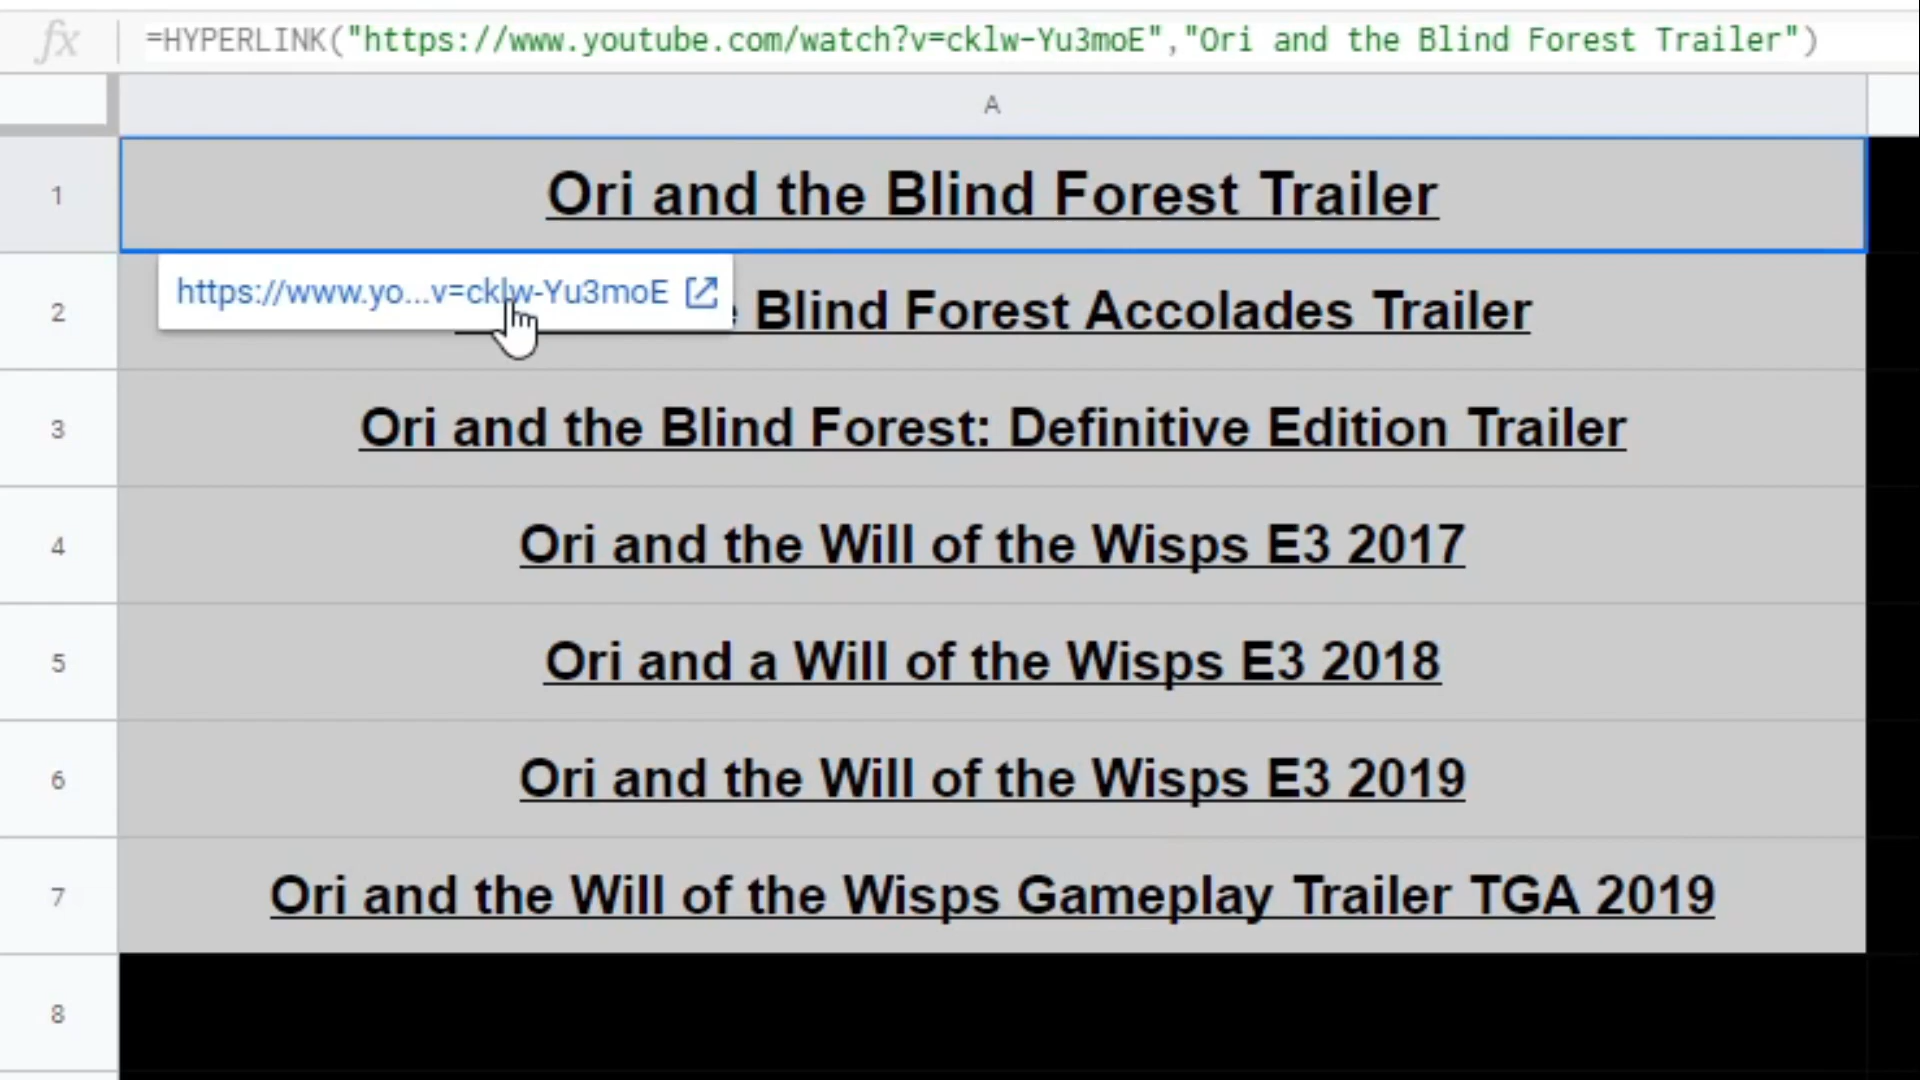 fx =HYPERLINK("https://www.youtube.com/watch?v=cklw-Yu3moE","Ori and the Blind Forest Trailer")
A
1 Ori and the Blind Forest Trailer
https://www.yo...v=cklw-Yu3moE
2 Blind Forest Accolades Trailer
3 Ori and the Blind Forest: Definitive Edition Trailer
4 Ori and the Will of the Wisps E3 2017
5 Ori and a Will of the Wisps E3 2018
6 Ori and the Will of the Wisps E3 2019
7 Ori and the Will of the Wisps Gameplay Trailer TGA 2019
8